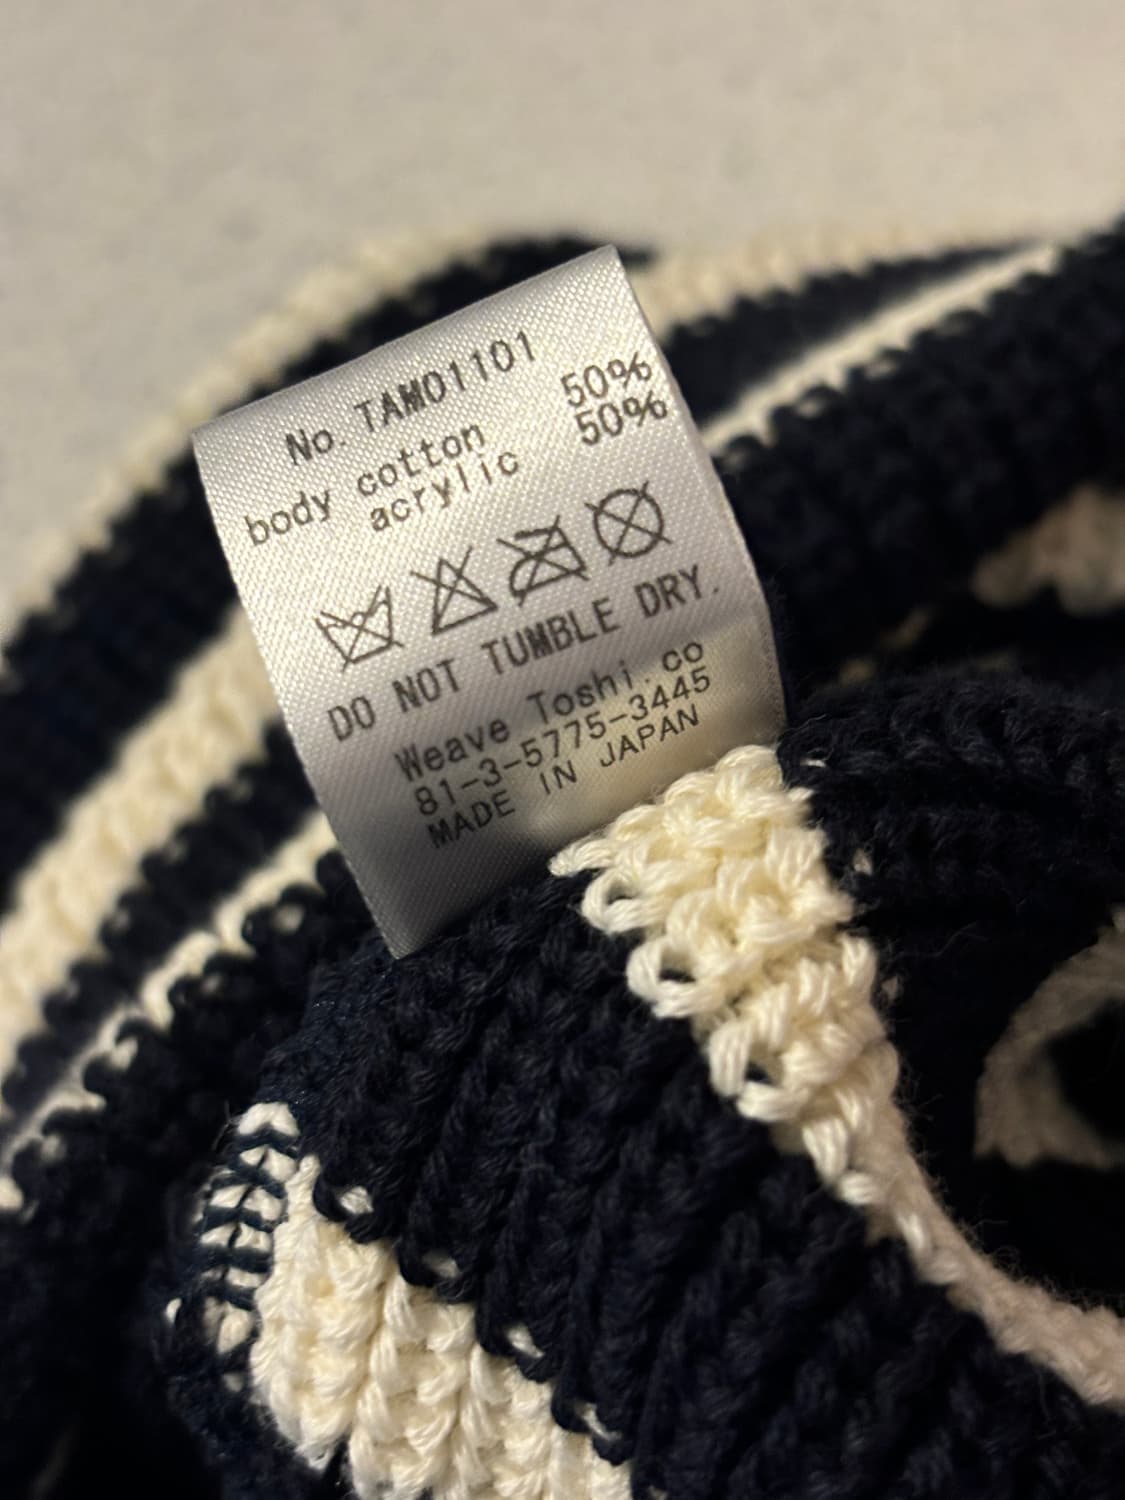 No. TAM01101
body cotton 50%
acrylic 50%
DO NOT TUMBLE DRY.
Weave Toshi. co
81-3-5775-3445
MADE IN JAPAN